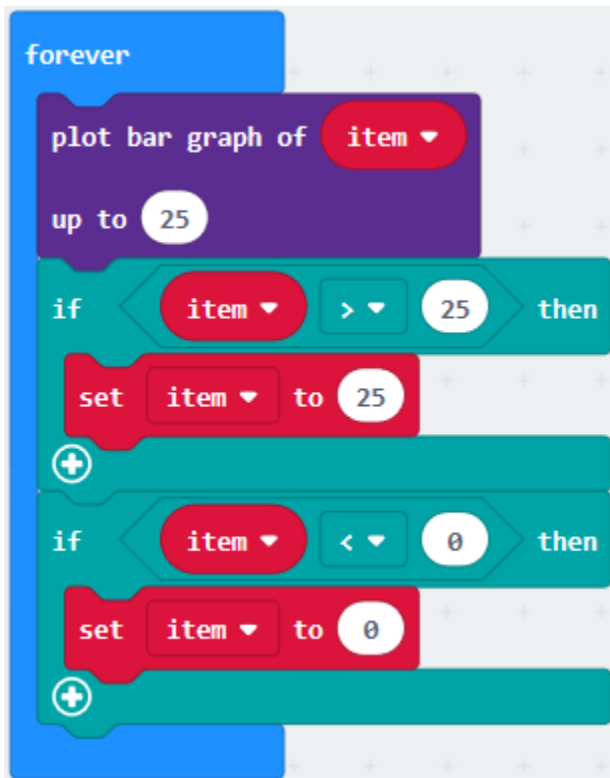 forever
plot bar graph of item
up to 25
if item > 25 then
set item to 25
if item < 0 then
set item to 0